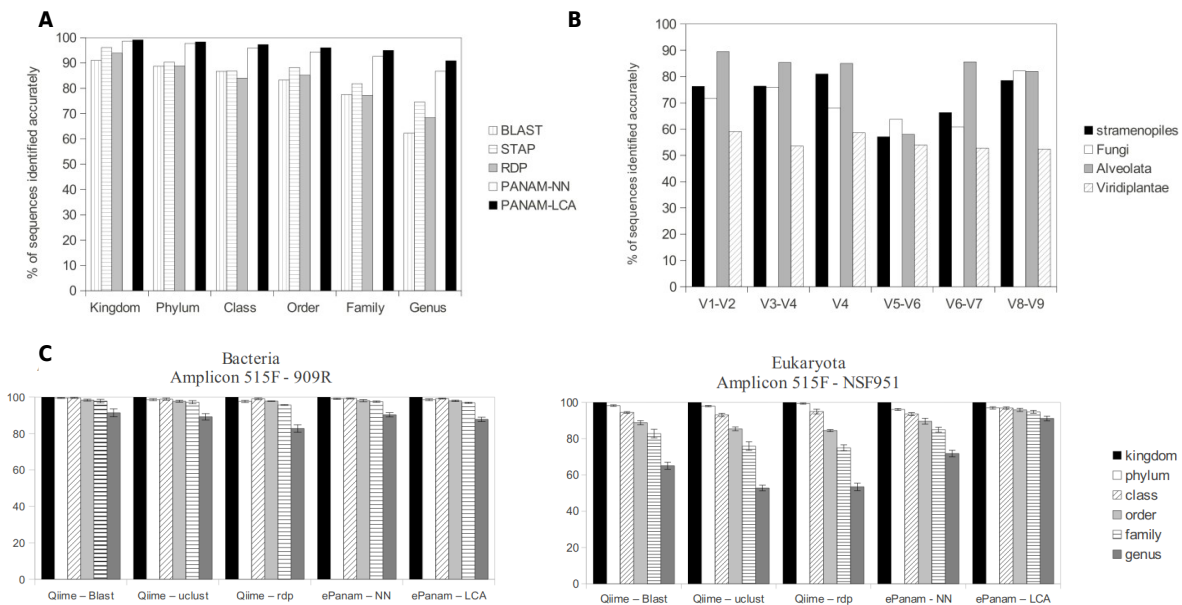 A
% of sequences identified accurately
100
90
80
70
60
50
40
30
20
10
0
Kingdom Phylum Class Order Family Genus
BLAST
STAP
RDP
PANAM-NN
PANAM-LCA
B
% of sequences identified accurately
100
90
80
70
60
50
40
30
20
10
0
V1-V2 V3-V4 V4 V5-V6 V6-V7 V8-V9
stramenopiles
Fungi
Alveolata
Viridiplantae
C
Bacteria
Amplicon 515F - 909R
100
80
60
40
20
0
Qiime – Blast Qiime – uclust Qiime – rdp ePanam – NN ePanam – LCA
Eukaryota
Amplicon 515F - NSF951
100
80
60
40
20
0
Qiime – Blast Qiime – uclust Qiime – rdp ePanam - NN ePanam – LCA
kingdom
phylum
class
order
family
genus